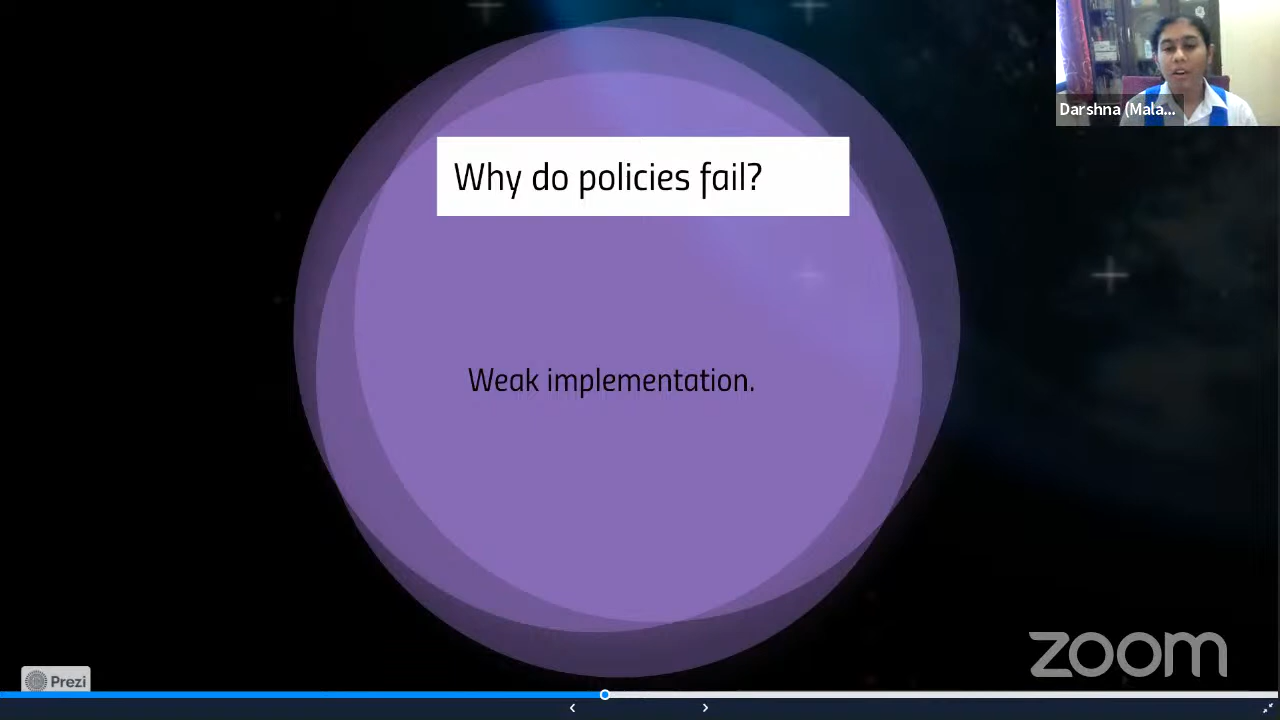 Darshna (Mala...
Why do policies fail?
Weak implementation.
zoom
Prezi